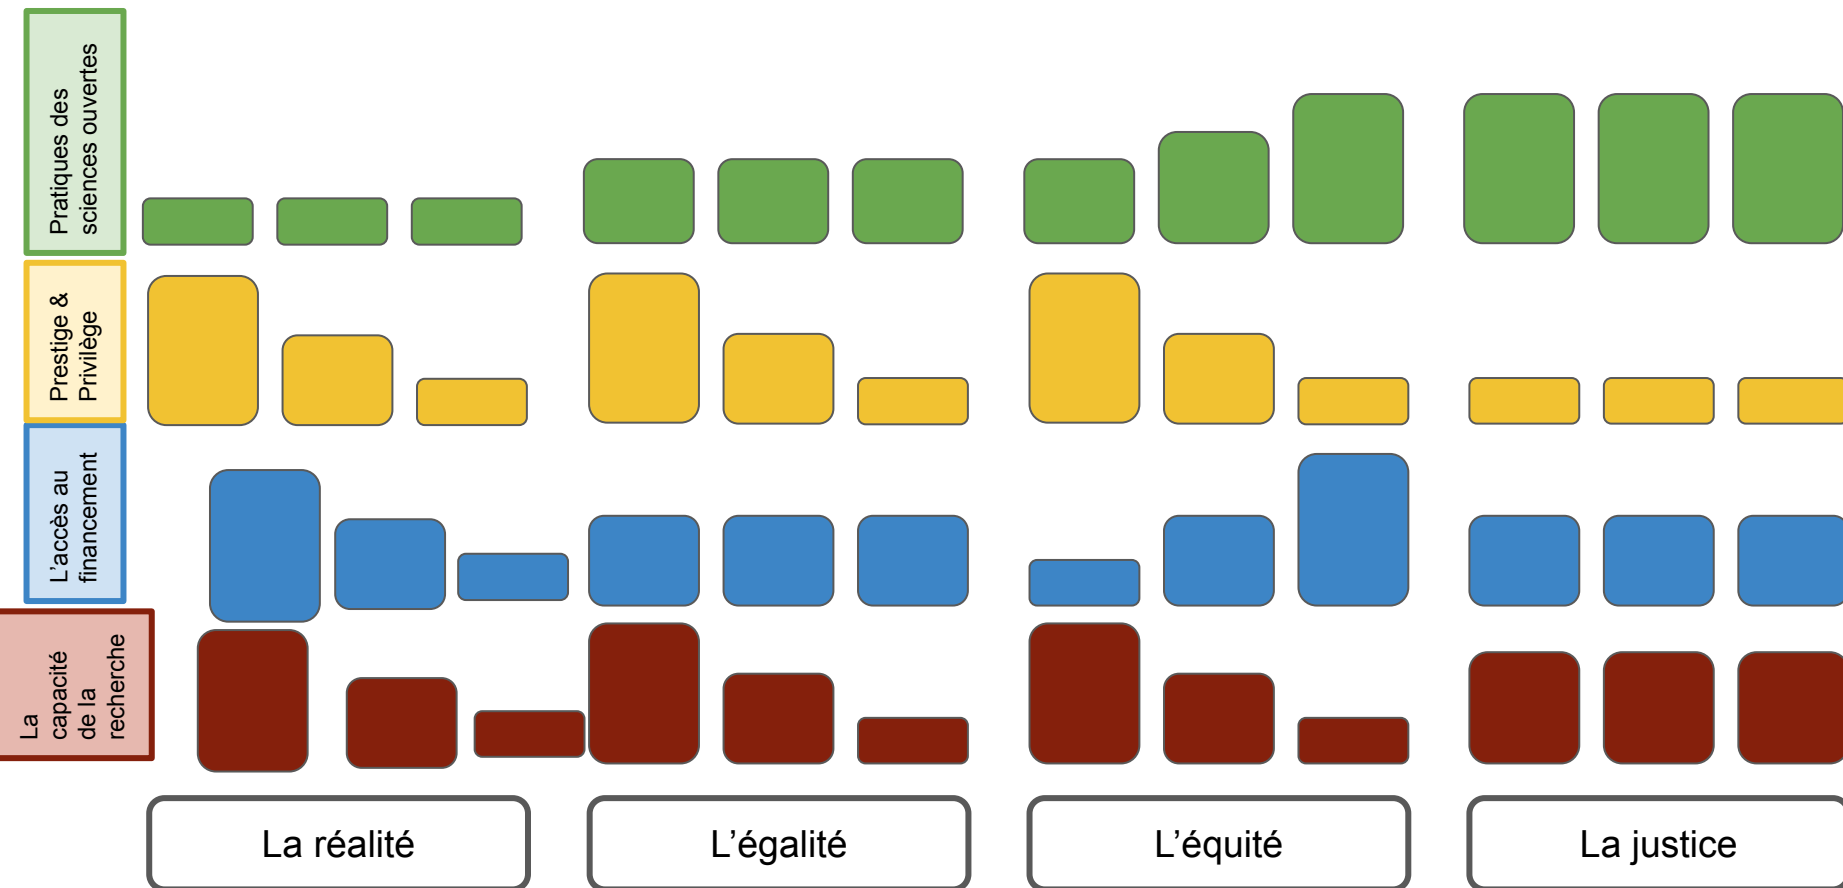 Pratiques des
sciences ouvertes
Prestige &
Privilège
L’accès au
financement
La
capacité
de la
recherche
La réalité
L’égalité
L’équité
La justice